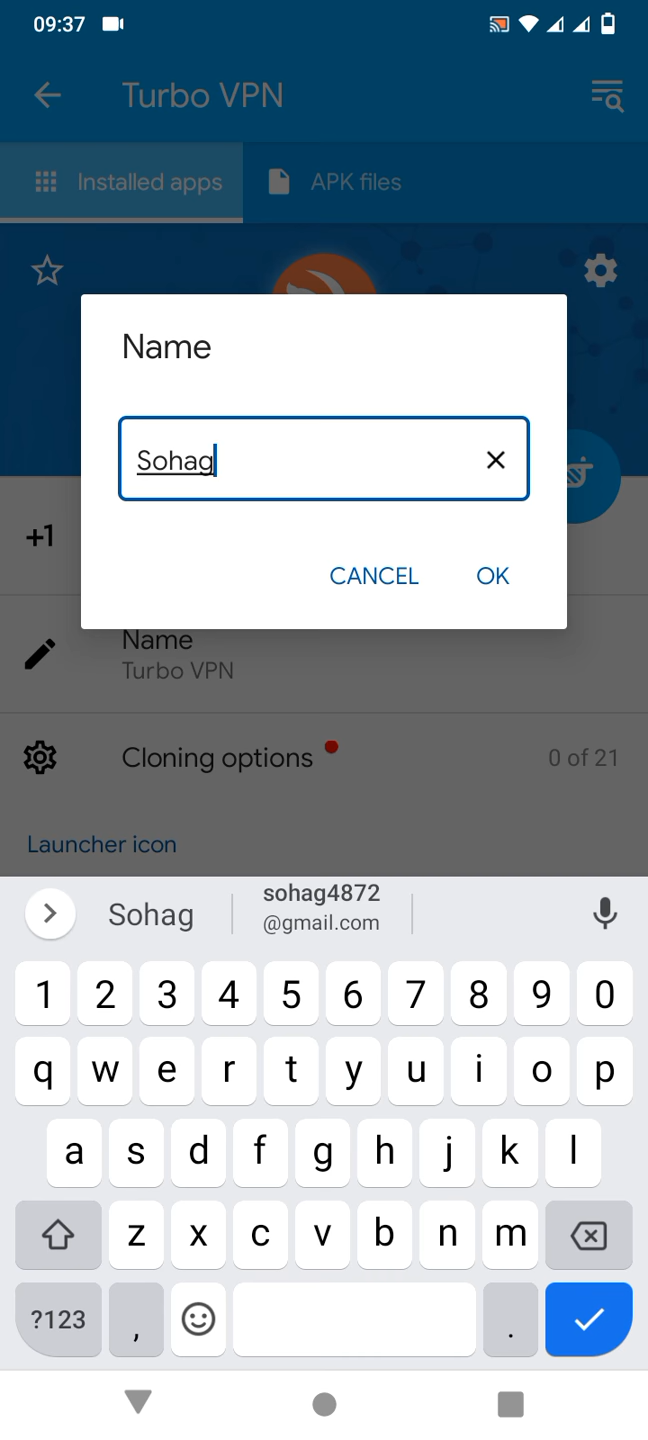 09:37
Turbo VPN
Installed apps
APK files
Name
Sohag
CANCEL
OK
+1
Name
Turbo VPN
Cloning options
0 of 21
Launcher icon
Sohag
sohag4872
@gmail.com
1 2 3 4 5 6 7 8 9 0
q w e r t y u i o p
a s d f g h j k l
z x c v b n m
?123 , .